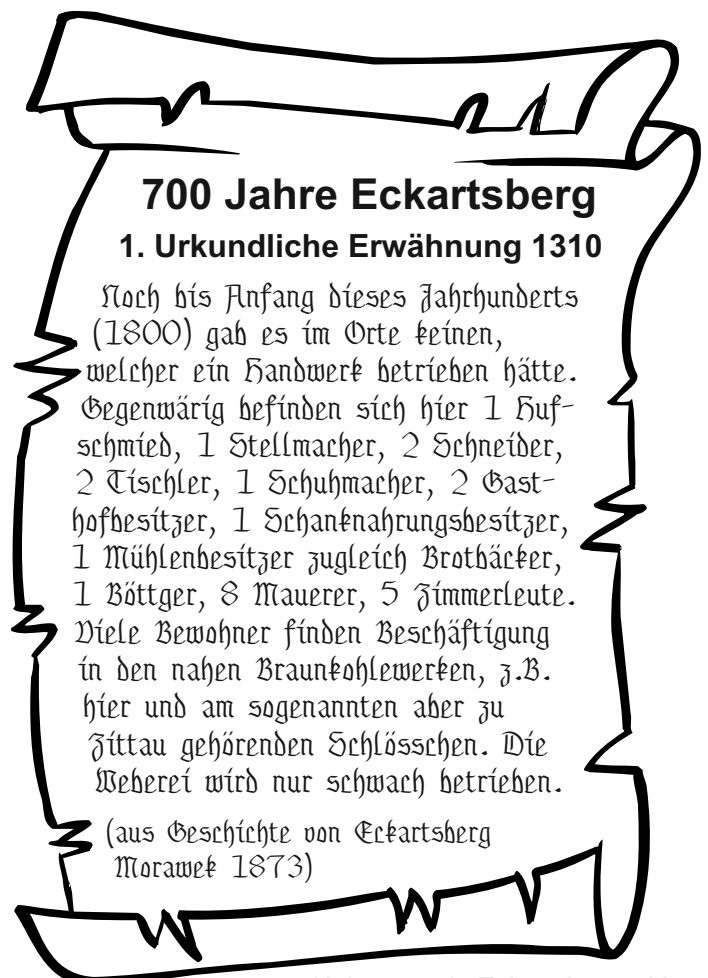 700 Jahre Eckartsberg
1. Urkundliche Erwähnung 1310
Noch bis Anfang dieses Jahrhunderts
(1800) gab es im Orte keinen,
welcher ein Handwerk betrieben hätte.
Gegenwärig befinden sich hier 1 Huf-
schmied, 1 Stellmacher, 2 Schneider,
2 Tischler, 1 Schuhmacher, 2 Gast-
hofbesitzer, 1 Schanknahrungsbesitzer,
1 Mühlenbesitzer zugleich Brotbäcker,
1 Böttger, 8 Mauerer, 5 Zimmerleute.
Viele Bewohner finden Beschäftigung
in den nahen Braunkohlewerken, z.B.
hier und am sogenannten aber zu
Zittau gehörenden Schlösschen. Die
Weberei wird nur schwach betrieben.
(aus Geschichte von Eckartsberg
Morawek 1873)